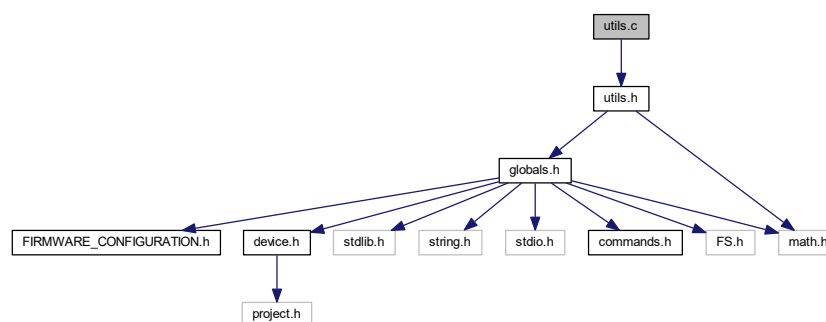 utils.c
utils.h
globals.h
FIRMWARE_CONFIGURATION.h
device.h
stdlib.h
string.h
stdio.h
commands.h
FS.h
math.h
project.h